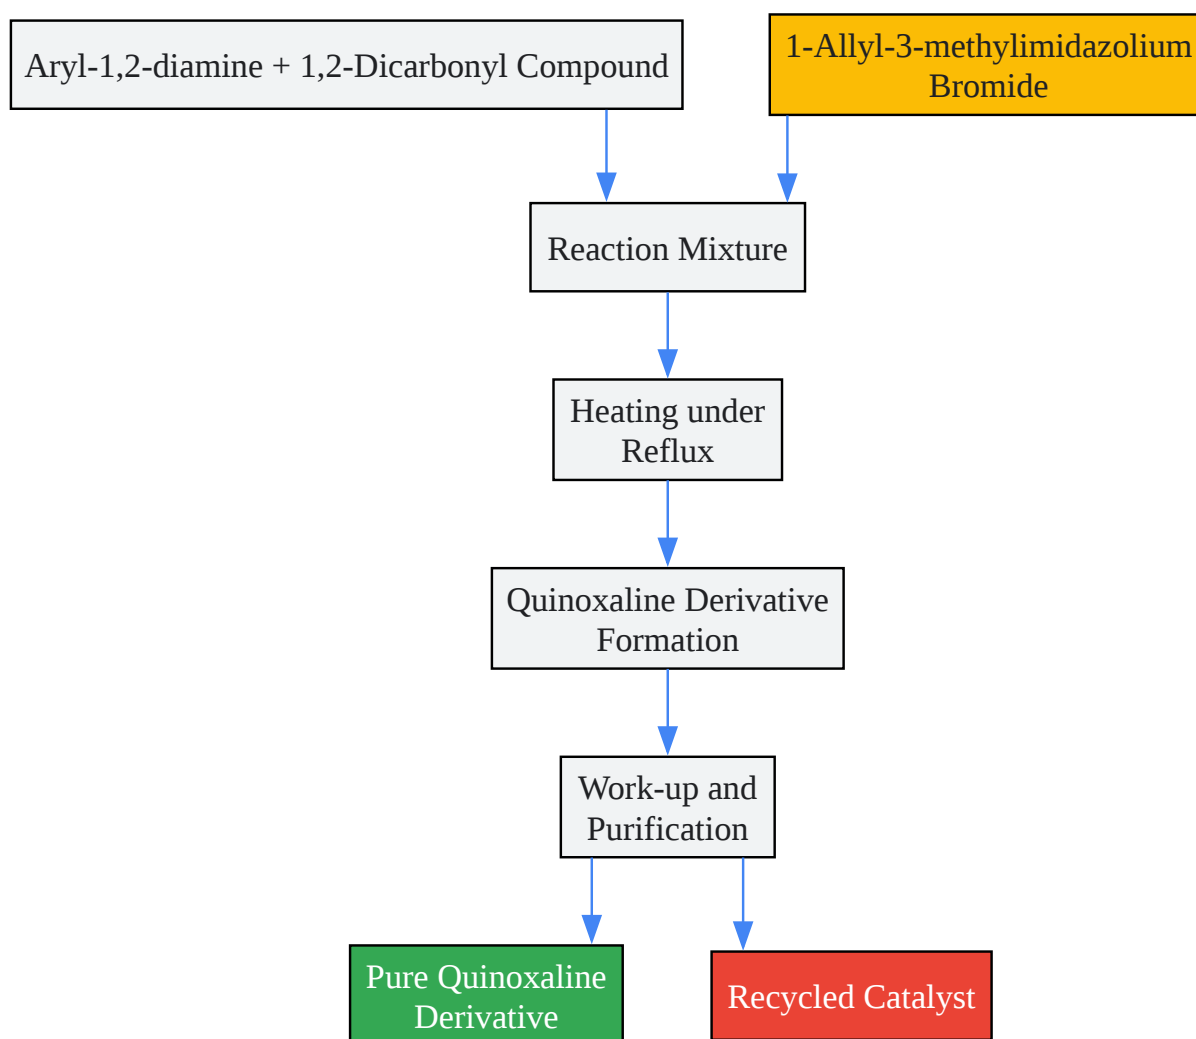 Aryl-1,2-diamine + 1,2-Dicarbonyl Compound
1-Allyl-3-methylimidazolium
Bromide
Reaction Mixture
Heating under
Reflux
Quinoxaline Derivative
Formation
Work-up and
Purification
Pure Quinoxaline
Derivative
Recycled Catalyst